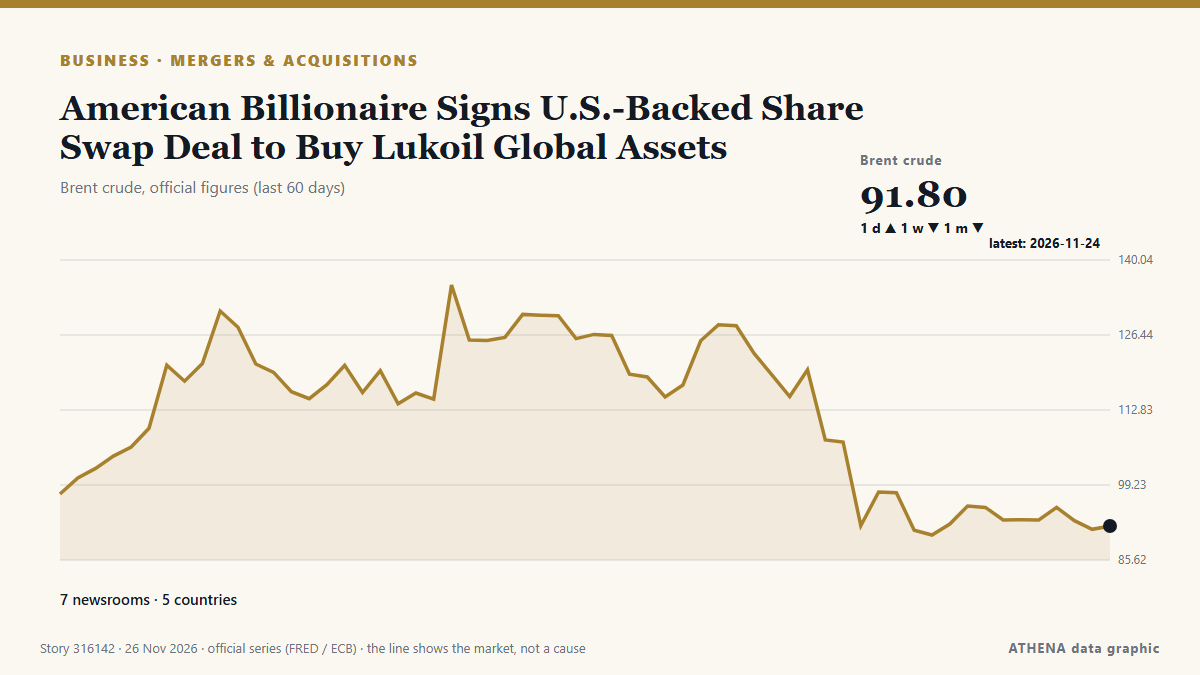 BUSINESS · MERGERS & ACQUISITIONS
American Billionaire Signs U.S.-Backed Share
Swap Deal to Buy Lukoil Global Assets
Brent crude, official figures (last 60 days)
Brent crude
91.80
1 d ▲ 1 w ▼ 1 m ▼
latest: 2026-11-24
140.04
126.44
112.83
99.23
85.62
7 newsrooms · 5 countries
Story 316142 · 26 Nov 2026 · official series (FRED / ECB) · the line shows the market, not a cause
ATHENA data graphic